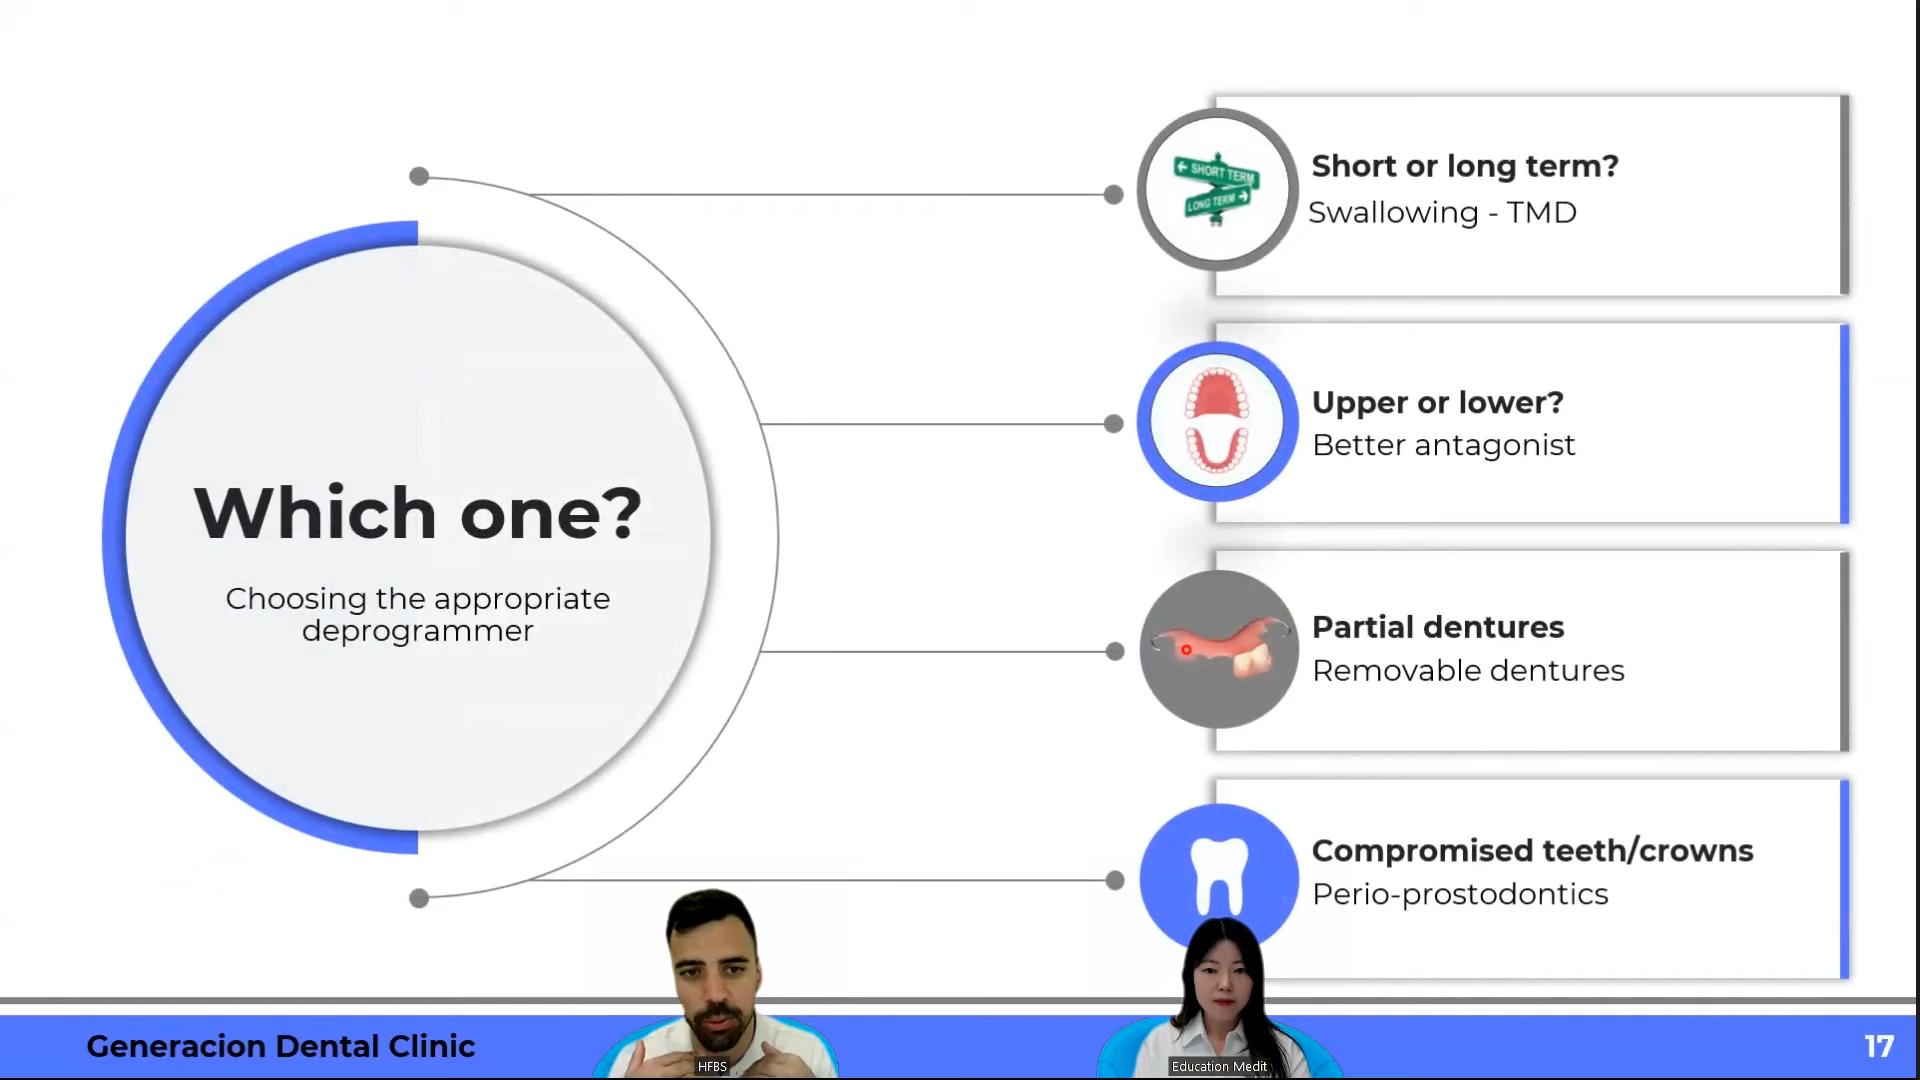 Which one?
Choosing the appropriate
deprogrammer
SHORT TERM
LONG TERM
Short or long term?
Swallowing - TMD
Upper or lower?
Better antagonist
Partial dentures
Removable dentures
Compromised teeth/crowns
Perio-prostodontics
Generacion Dental Clinic
HFBS
Education Medit
17